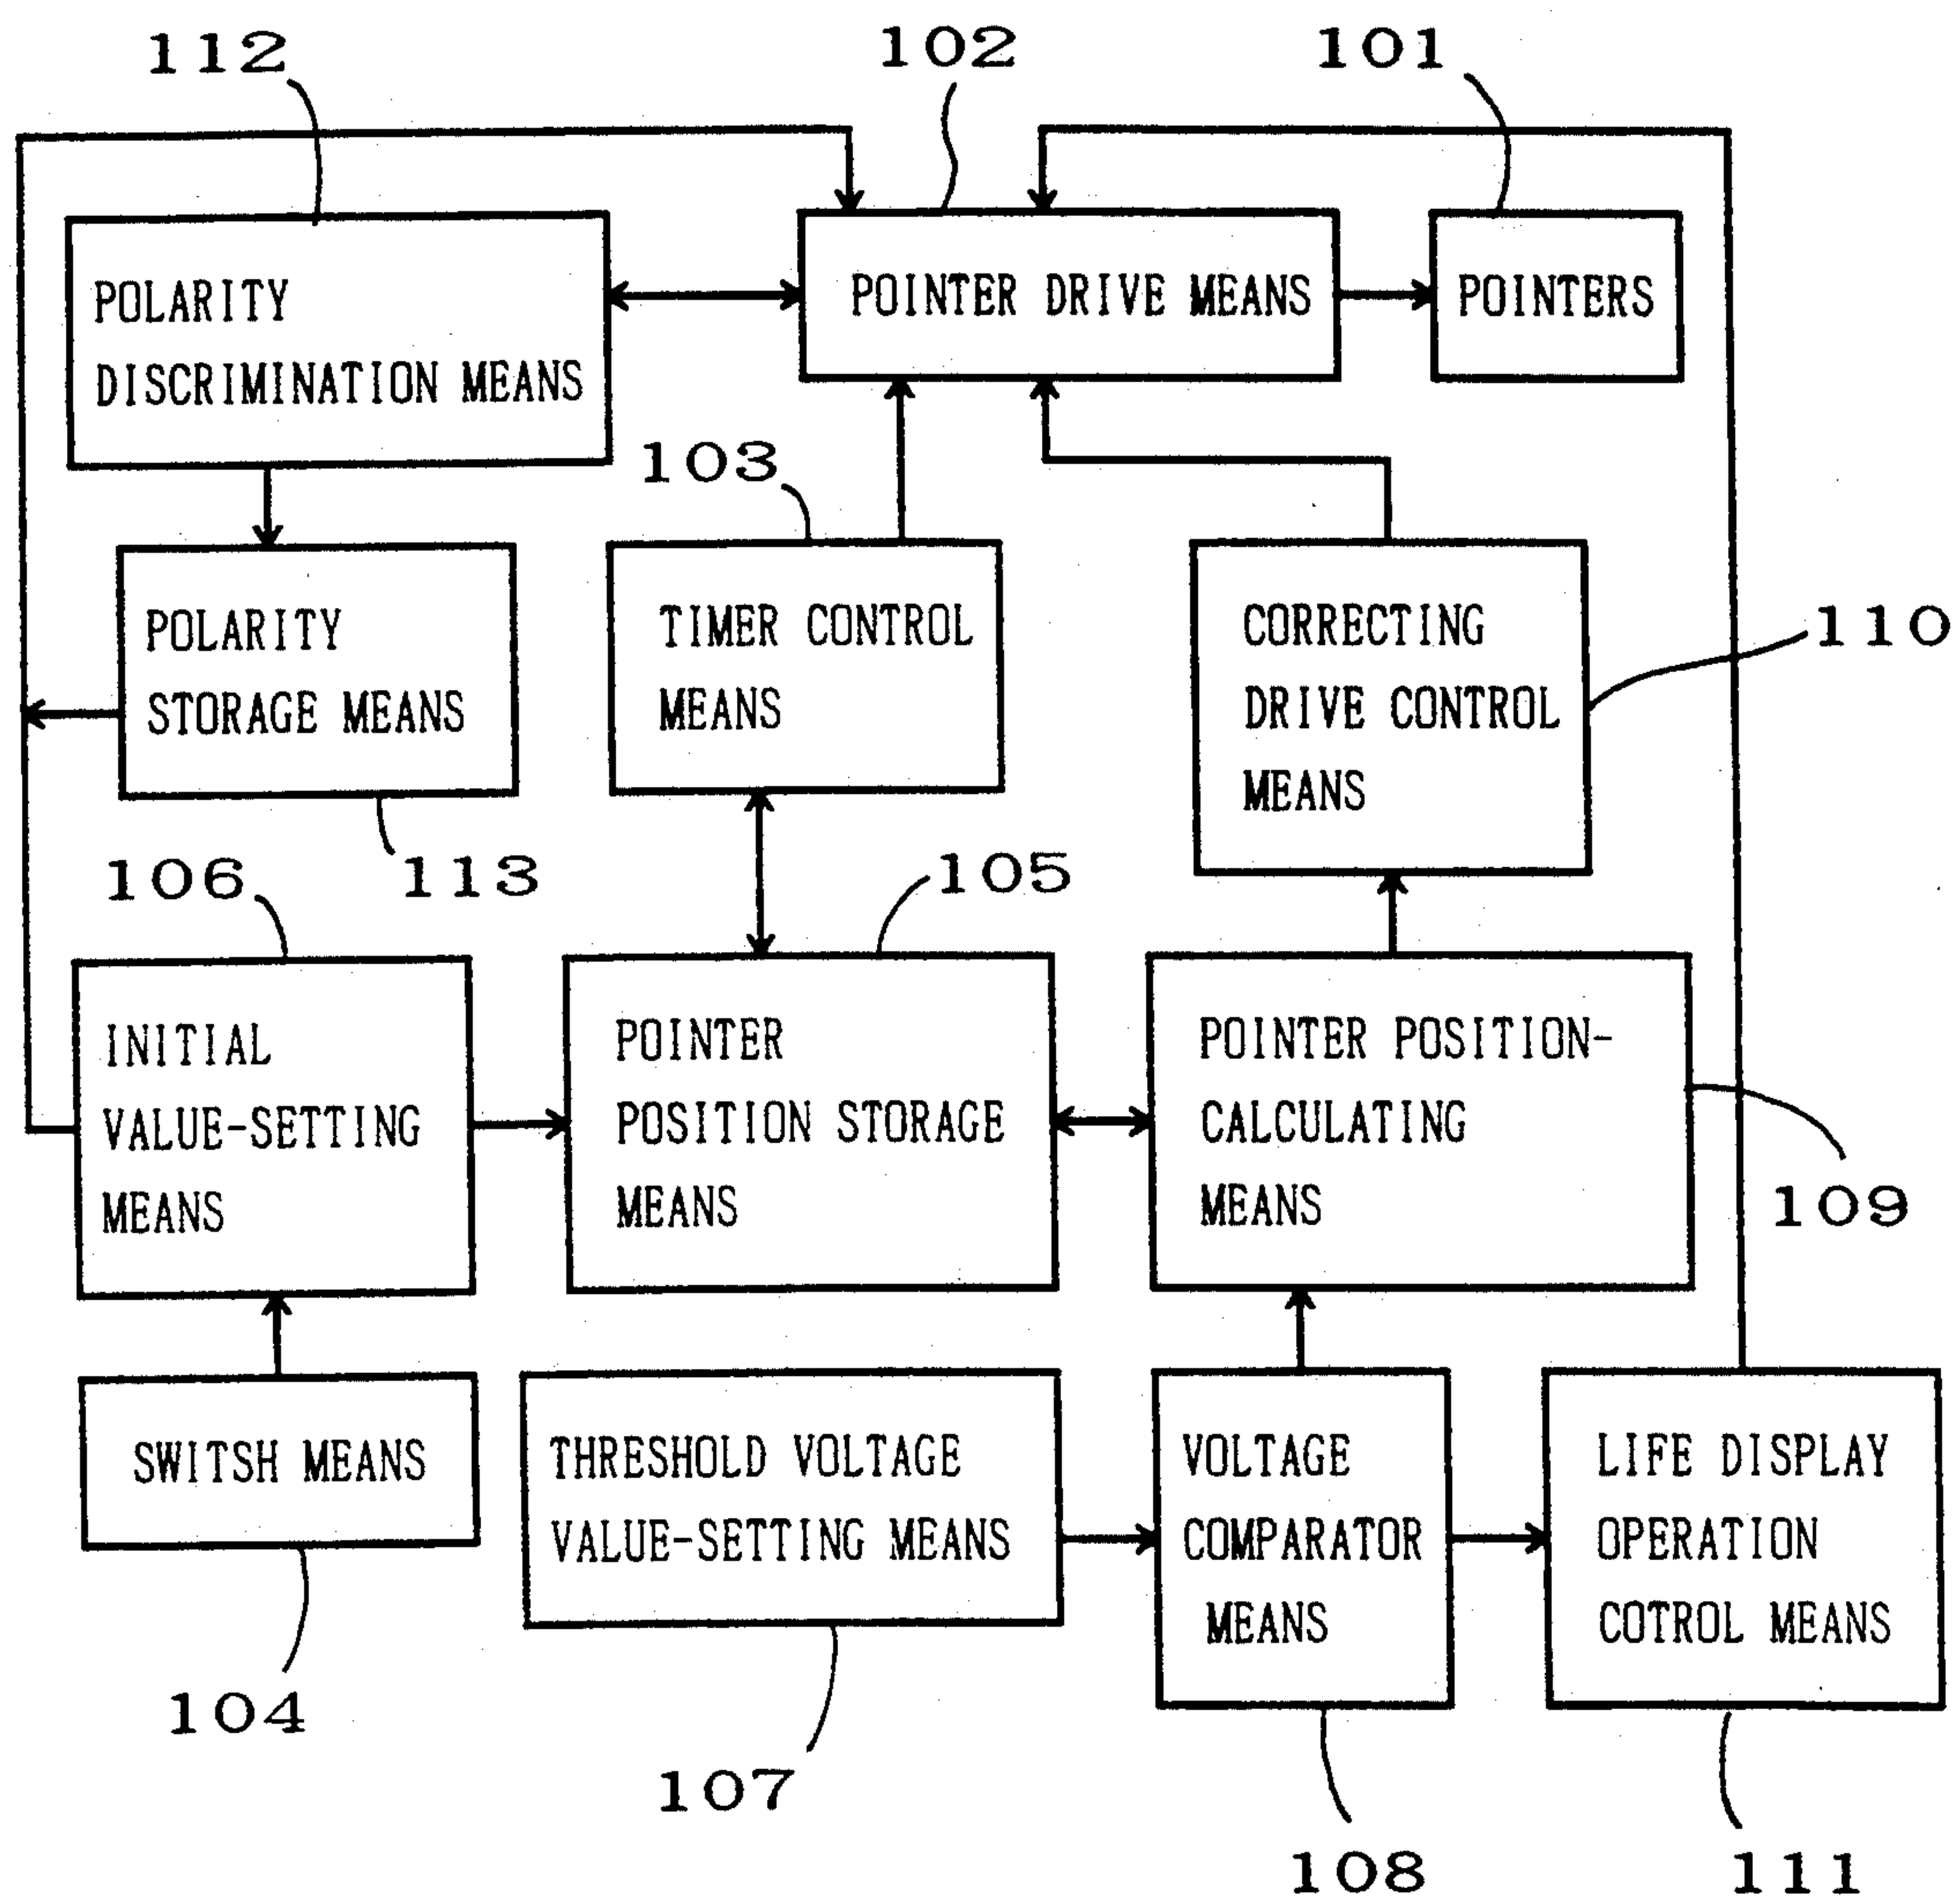 112
102
101
POLARITY
DISCRIMINATION MEANS
POINTER DRIVE MEANS
POINTERS
103
POLARITY
STORAGE MEANS
TIMER CONTROL
MEANS
CORRECTING
DRIVE CONTROL
MEANS
110
113
106
105
INITIAL
VALUE-SETTING
MEANS
POINTER
POSITION STORAGE
MEANS
POINTER POSITION-
CALCULATING
MEANS
109
SWITSH MEANS
THRESHOLD VOLTAGE
VALUE-SETTING MEANS
VOLTAGE
COMPARATOR
MEANS
LIFE DISPLAY
OPERATION
COTROL MEANS
104
107
108
111